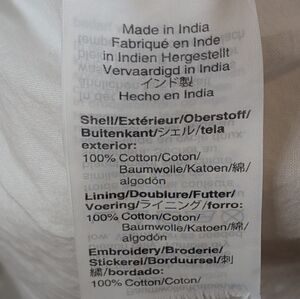 Made in India
Fabriqué en Inde
in Indien Hergestellt
Vervaardigd in India
インド製
Hecho en India
Shell/Extérieur/Oberstoff/
Buitenkant/シェル/tela
exterior:
100% Cotton/Coton/
Baumwolle/Katoen/綿/
algodón
Lining/Doublure/Futter/
Voering/ライニング/forro:
100% Cotton/Coton/
Baumwolle/Katoen/綿/
algodón
Embroidery/Broderie/
Stickerei/Borduursel/刺
繍/bordado:
100% Cotton/Coton/